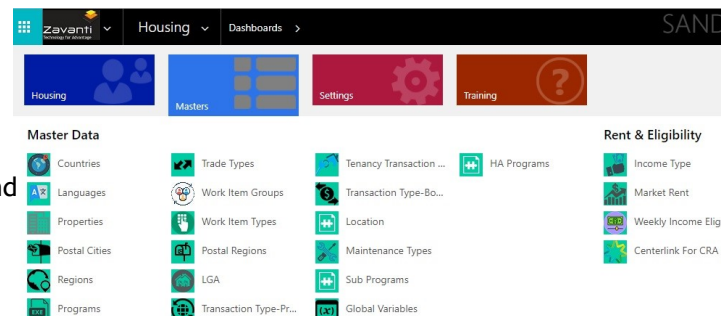 Zavanti
Technology for Advantage
Housing
Dashboards >
SAND
Housing
Masters
Settings
Training
?
Master Data
Rent & Eligibility
Countries
Trade Types
Tenancy Transaction ...
HA Programs
Income Type
nd
Languages
Work Item Groups
Transaction Type-Bo...
Market Rent
Properties
Work Item Types
Location
Weekly Income Elig
Postal Cities
Postal Regions
Maintenance Types
Centerlink For CRA
Regions
LGA
Sub Programs
Programs
Transaction Type-Pr...
(x)
Global Variables